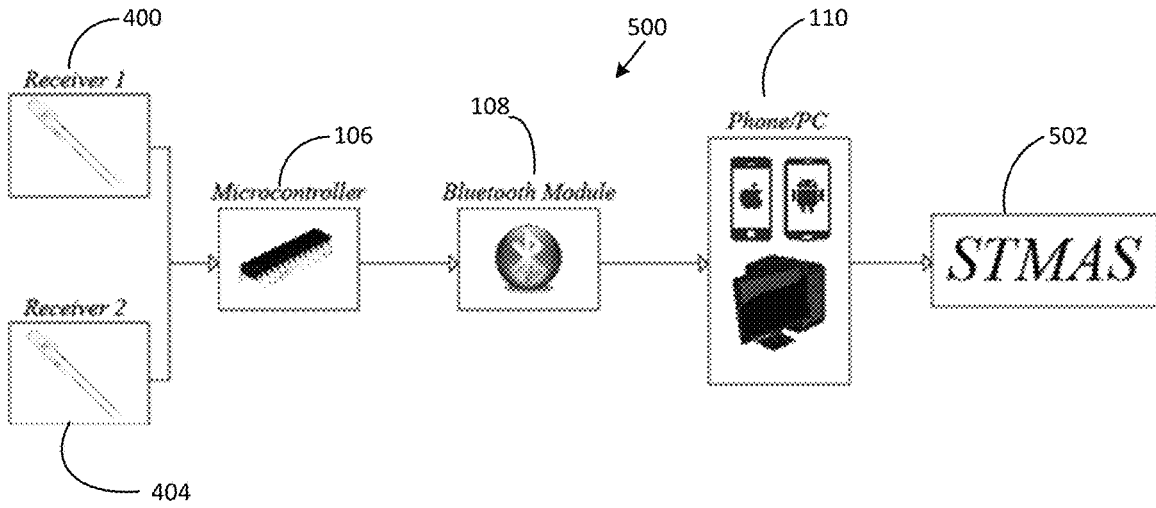 400
500
110
Receiver 1
106
108
Phone/PC
502
Microcontroller
Bluetooth Module
STMAS
Receiver 2
404